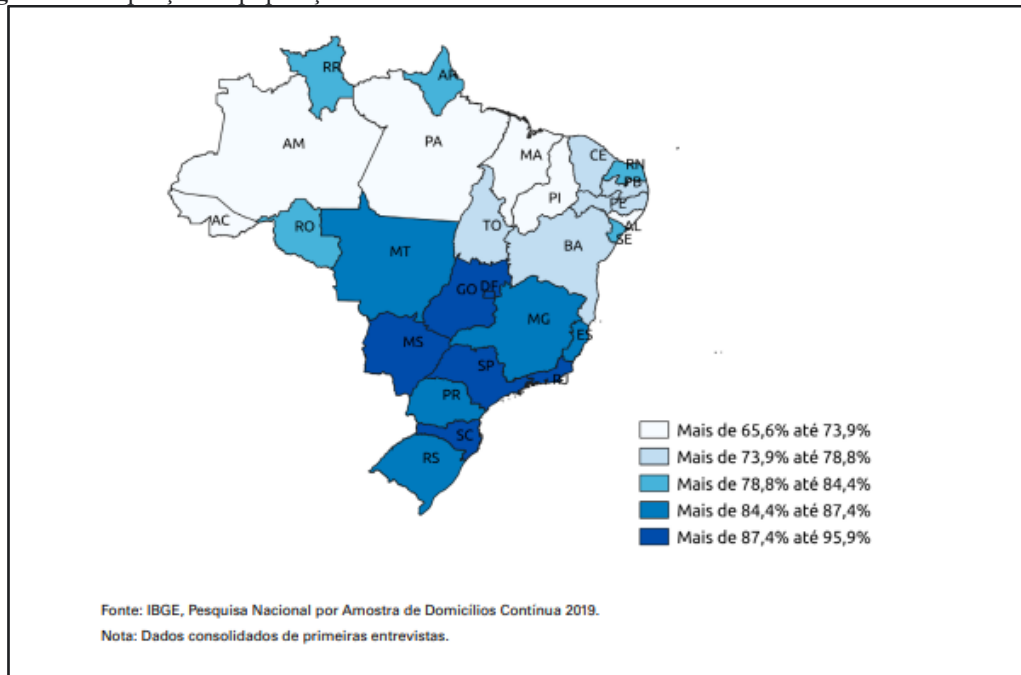 RR
AR
AM
PA
MA
CE
RN
PB
PI
PE
AC
AL
RO
TO
SE
BA
MT
GO DF
MG
ES
MS
SP
RJ
PR
SC
RS
Mais de 65,6% até 73,9%
Mais de 73,9% até 78,8%
Mais de 78,8% até 84,4%
Mais de 84,4% até 87,4%
Mais de 87,4% até 95,9%
Fonte: IBGE, Pesquisa Nacional por Amostra de Domicílios Contínua 2019.
Nota: Dados consolidados de primeiras entrevistas.